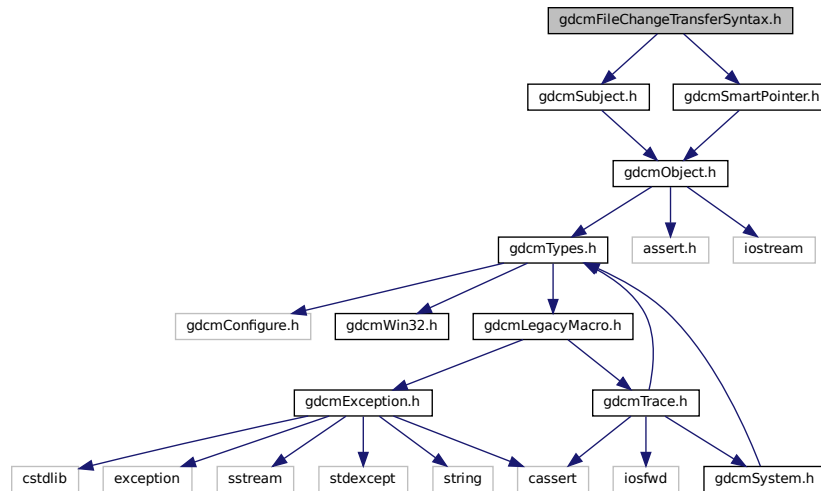 gdcmFileChangeTransferSyntax.h
gdcmSubject.h
gdcmSmartPointer.h
gdcmObject.h
gdcmTypes.h
assert.h
iostream
gdcmConfigure.h
gdcmWin32.h
gdcmLegacyMacro.h
gdcmException.h
gdcmTrace.h
cstdlib
exception
sstream
stdexcept
string
cassert
iosfwd
gdcmSystem.h